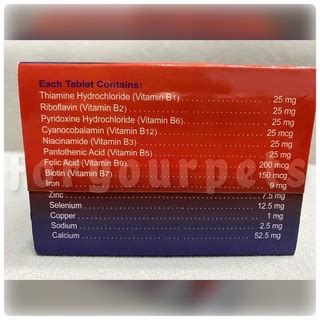 Each Tablet Contains:
Thiamine Hydrochloride (Vitamin B1) 25 mg
Riboflavin (Vitamin B2) 25 mg
Pyridoxine Hydrochloride (Vitamin B6) 25 mg
Cyanocobalamin (Vitamin B12) 25 mcg
Niacinamide (Vitamin B3) 25 mg
Pantothenic Acid (Vitamin B5) 25 mg
Folic Acid (Vitamin B9) 200 mcg
Biotin (Vitamin B7) 150 mcg
Iron 9 mg
Zinc 7.5 mg
Selenium 12.5 mg
Copper 1 mg
Sodium 2.5 mg
Calcium 52.5 mg